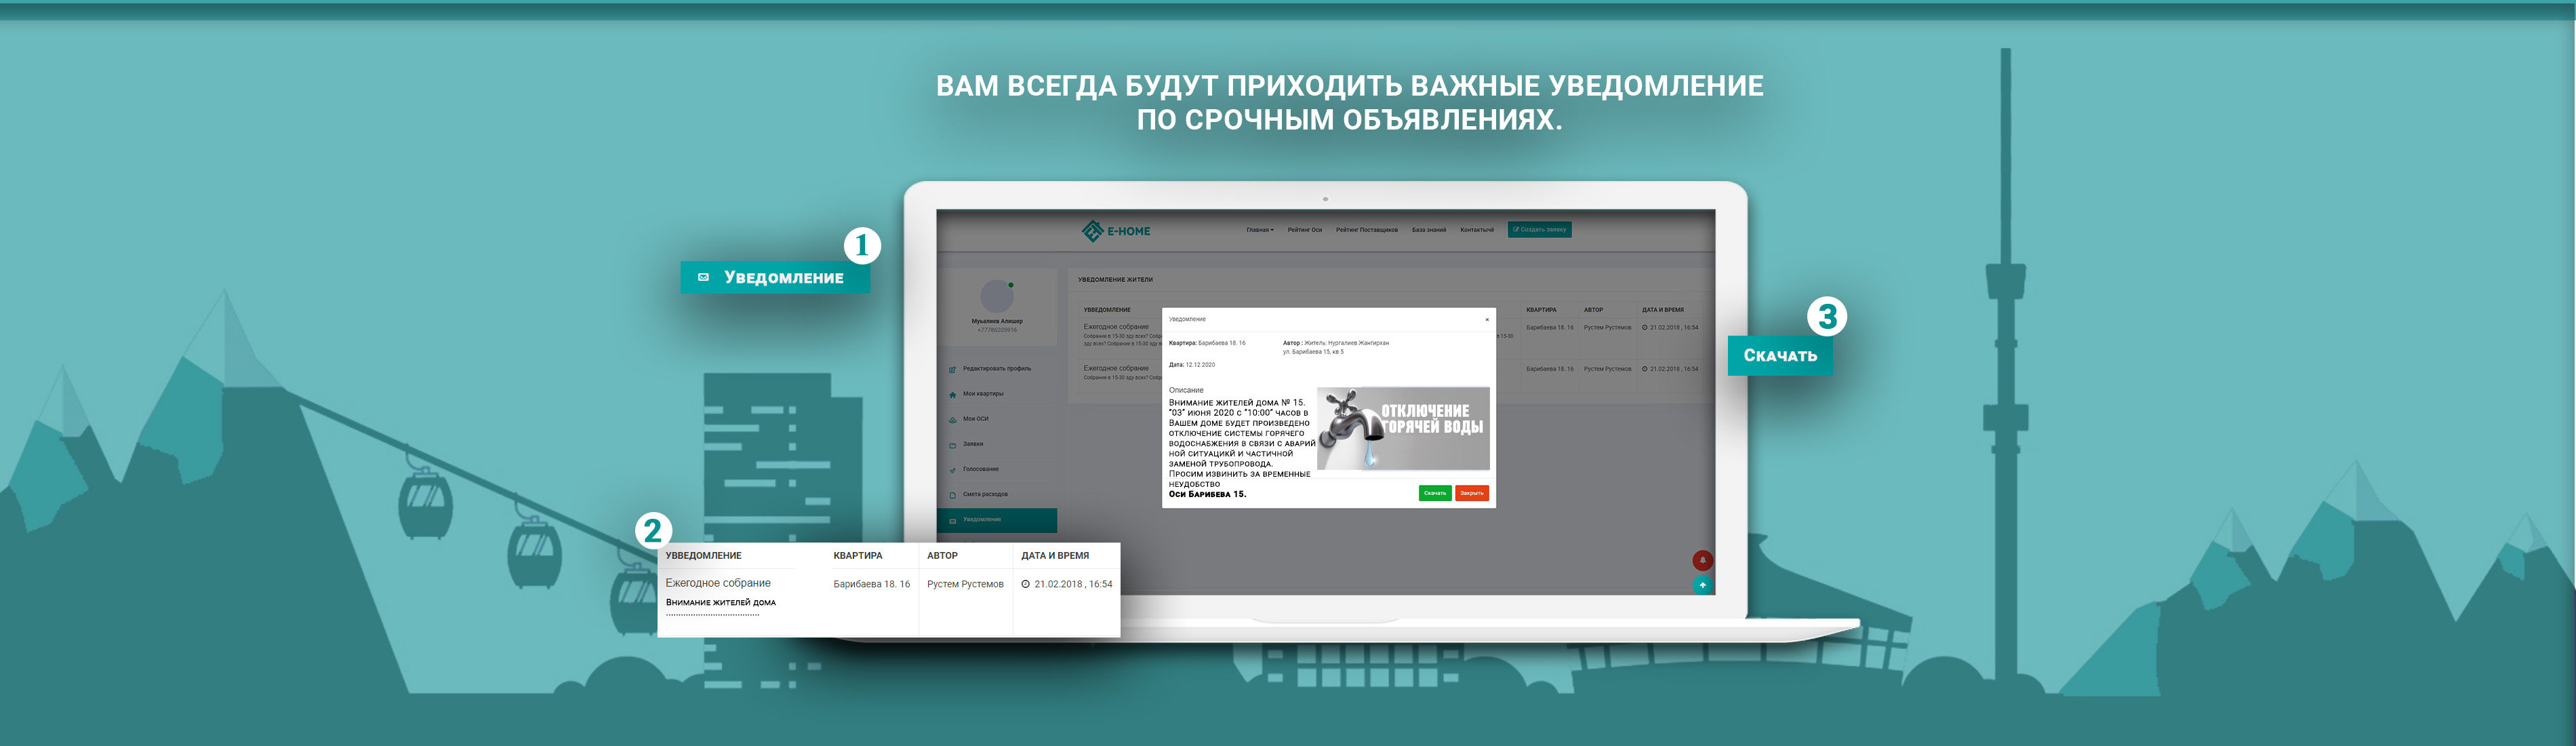 ВАМ ВСЕГДА БУДУТ ПРИХОДИТЬ ВАЖНЫЕ УВЕДОМЛЕНИЕ
ПО СРОЧНЫМ ОБЪЯВЛЕНИЯХ.
1
Уведомление
E-HOME
Главная
Рейтинг Оси
Рейтинг Поставщиков
База знаний
Создать заявку
УВЕДОМЛЕНИЕ ЖИТЕЛИ
Муыалиев Алишер
+77786209916
Редактировать профиль
Мои квартиры
Мои ОСИ
Заявки
Голосование
Смета расходов
Уведомление
УВВЕДОМЛЕНИЕ
КВАРТИРА
АВТОР
ДАТА И ВРЕМЯ
Ежегодное собрание
Барибаева 18. 16
Рустем Рустемов
21.02.2018 , 16:54
Ежегодное собрание
Барибаева 18. 16
Рустем Рустемов
21.02.2018 , 16:54
Уведомление
×
Квартира: Барибаева 18. 16
Автор : Житель: Нургалиев Жангирхан
ул. Барибаева 15, кв 5
Дата: 12.12.2020
Описание
Внимание жителей дома № 15.
"03" июня 2020 с "10:00" часов в
Вашем доме будет произведено
отключение системы горячего
водоснабжения в связи с аварий
ной ситуацикй и частичной
заменой трубопровода.
Просим извинить за временные
неудобство
Оси Барибева 15.
ОТКЛЮЧЕНИЕ
ГОРЯЧЕЙ ВОДЫ
Скачать
Закрыть
3
Скачать
2
УВВЕДОМЛЕНИЕ
КВАРТИРА
АВТОР
ДАТА И ВРЕМЯ
Ежегодное собрание
Барибаева 18. 16
Рустем Рустемов
21.02.2018 , 16:54
Внимание жителей дома